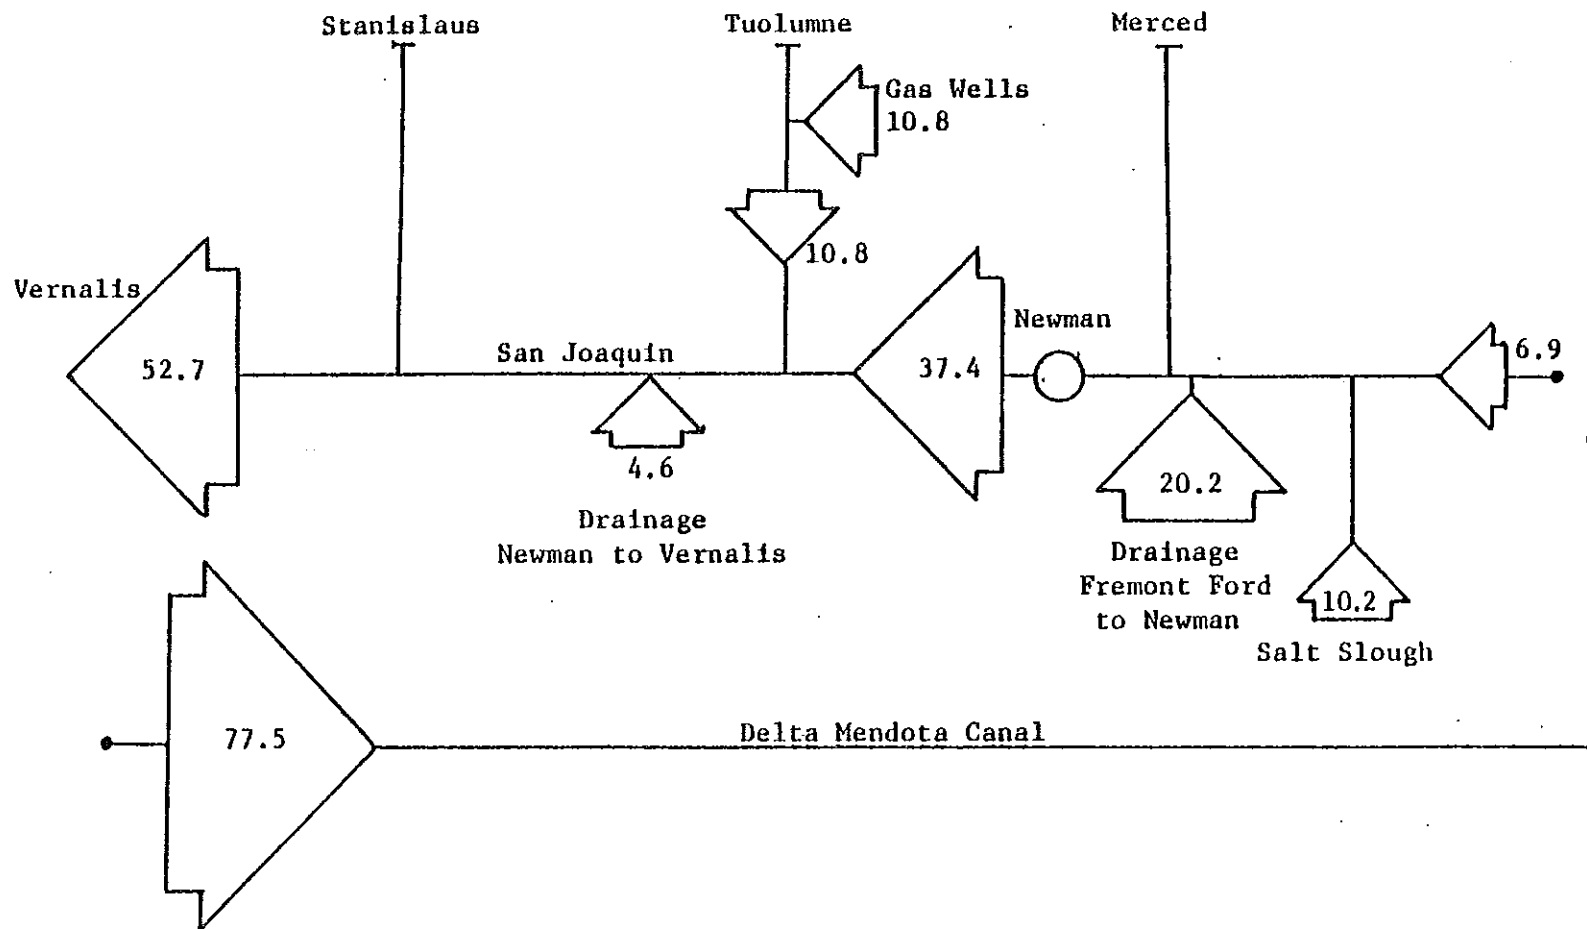 Stanislaus
Tuolumne
Merced
Gas Wells
10.8
10.8
Vernalis
52.7
San Joaquin
37.4
Newman
6.9
4.6
Drainage
Newman to Vernalis
20.2
Drainage
Fremont Ford
to Newman
10.2
Salt Slough
77.5
Delta Mendota Canal